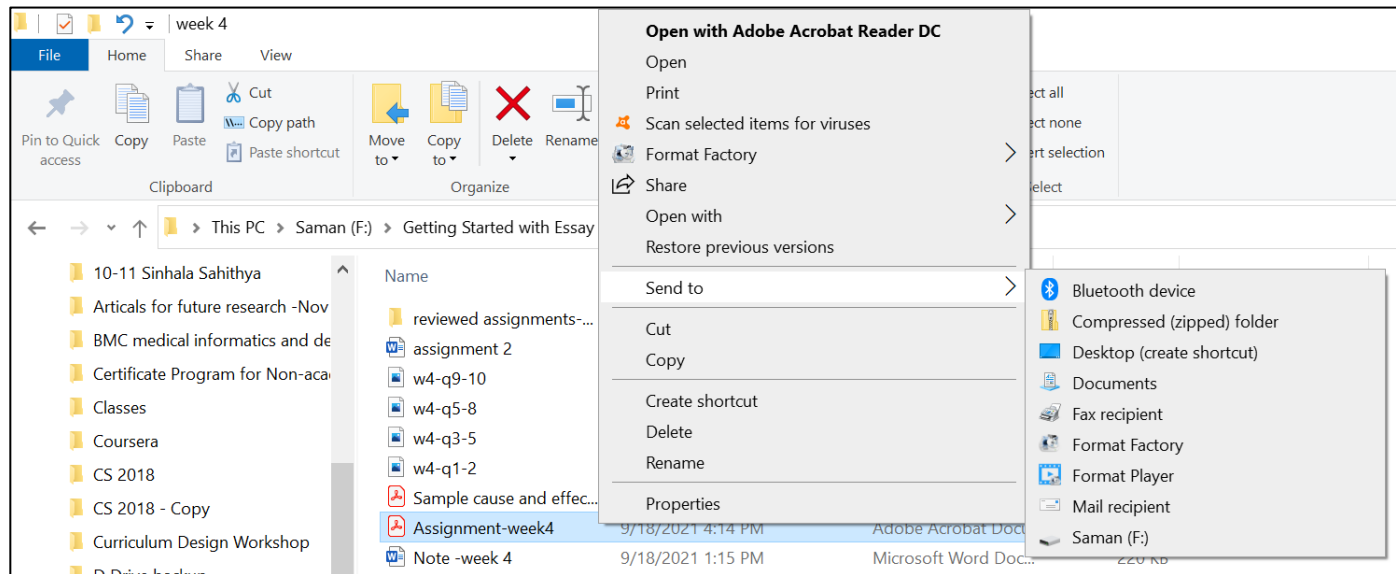 week 4
File Home Share View
Pin to Quick access
Copy
Paste
Cut
Copy path
Paste shortcut
Clipboard
Move to
Copy to
Delete
Rename
Organize
ect all
ect none
ert selection
elect
This PC > Saman (F:) > Getting Started with Essay
10-11 Sinhala Sahithya
Articals for future research -Nov
BMC medical informatics and de
Certificate Program for Non-aca
Classes
Coursera
CS 2018
CS 2018 - Copy
Curriculum Design Workshop
D Drive backup
Name
reviewed assignments-...
assignment 2
w4-q9-10
w4-q5-8
w4-q3-5
w4-q1-2
Sample cause and effec...
Assignment-week4 9/18/2021 4:14 PM Adobe Acrobat Docu
Note -week 4 9/18/2021 1:15 PM Microsoft Word Doc... 220 KB
Open with Adobe Acrobat Reader DC
Open
Print
Scan selected items for viruses
Format Factory
Share
Open with
Restore previous versions
Send to
Cut
Copy
Create shortcut
Delete
Rename
Properties
Bluetooth device
Compressed (zipped) folder
Desktop (create shortcut)
Documents
Fax recipient
Format Factory
Format Player
Mail recipient
Saman (F:)